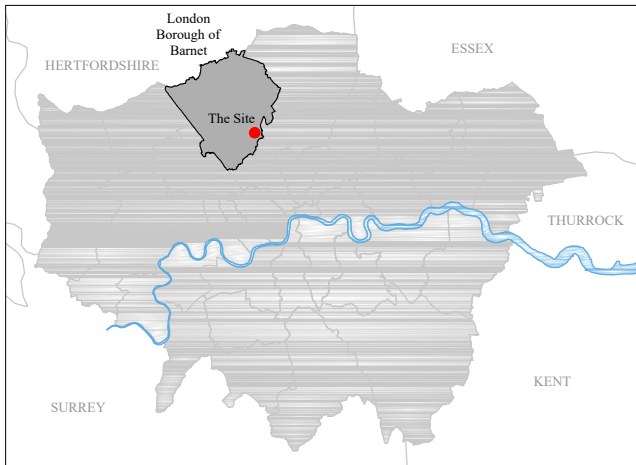 London
Borough of
Barnet
ESSEX
HERTFORDSHIRE
The Site
THURROCK
KENT
SURREY